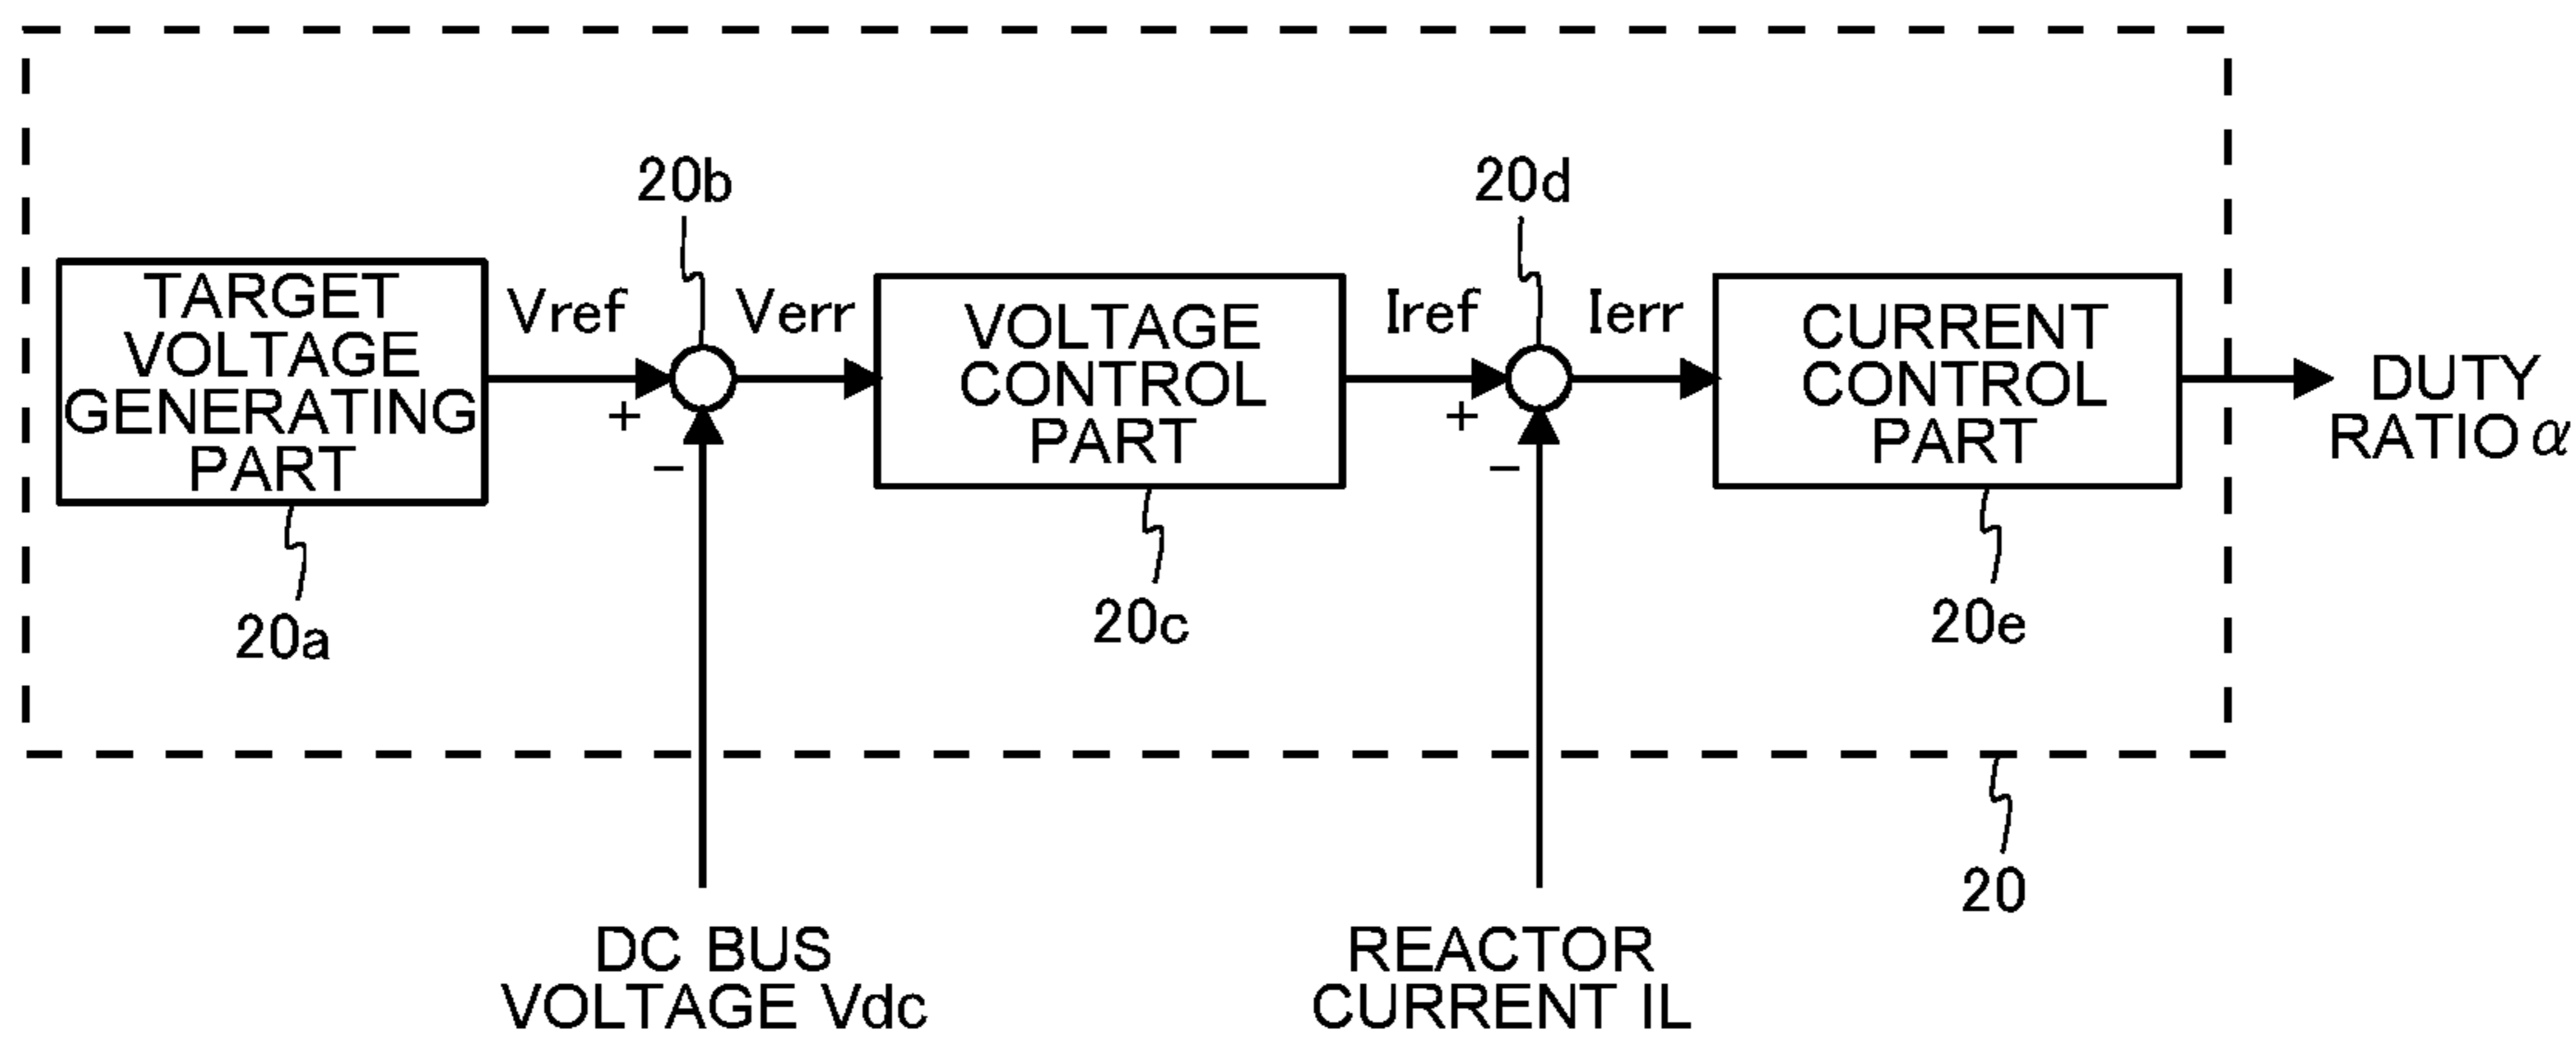 20b
20d
TARGET
VOLTAGE
GENERATING
PART
Vref
+
−
Verr
VOLTAGE
CONTROL
PART
Iref
+
−
Ierr
CURRENT
CONTROL
PART
DUTY
RATIO α
20a
20c
20e
20
DC BUS
VOLTAGE Vdc
REACTOR
CURRENT IL